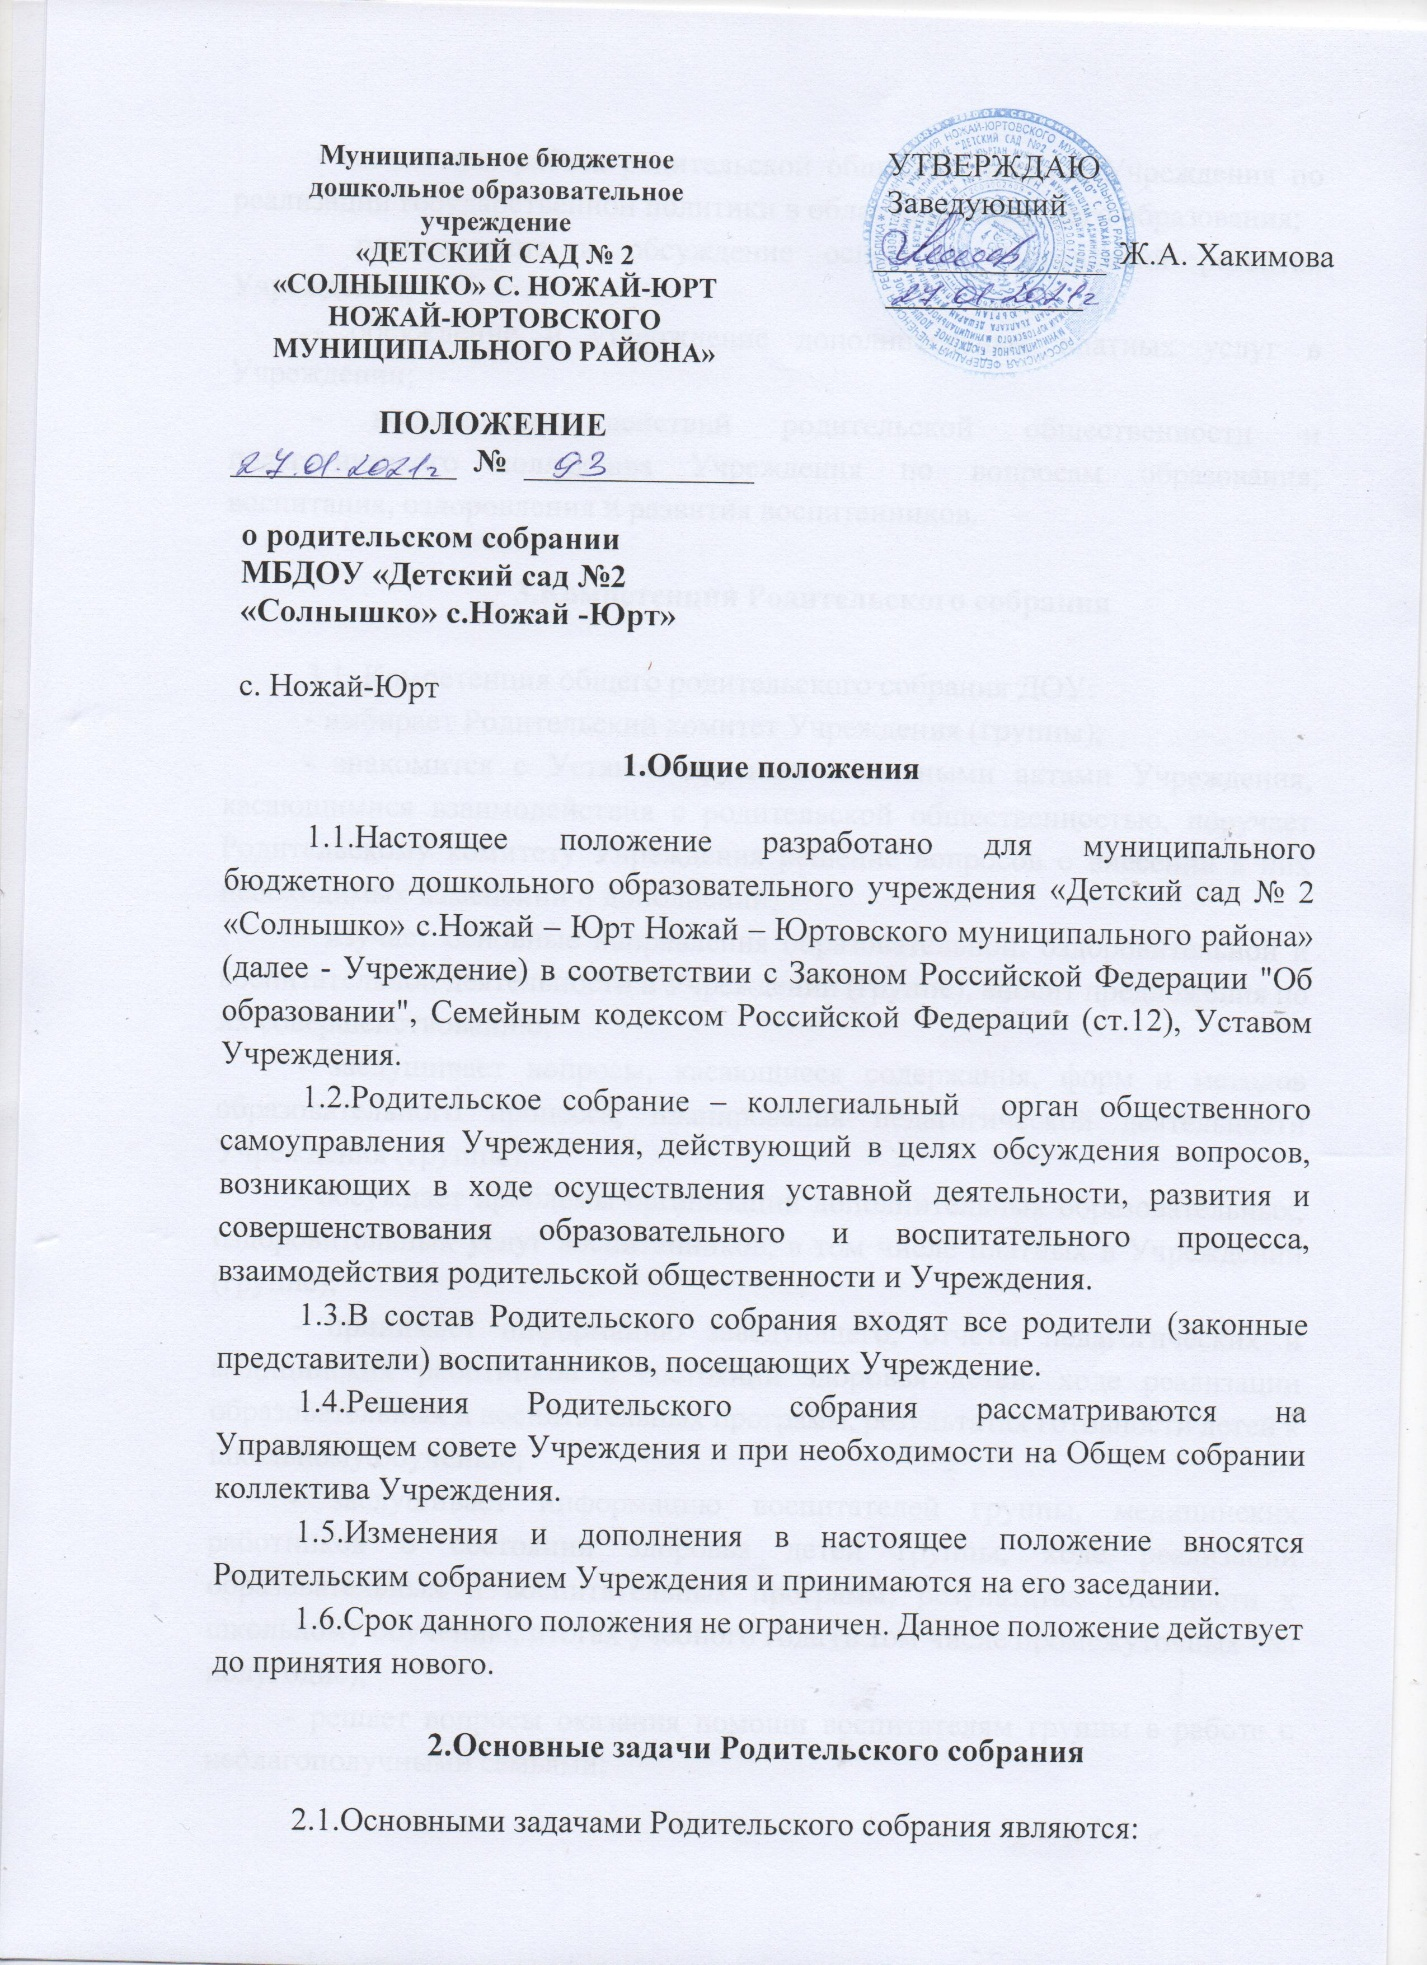 Муниципальное бюджетное
дошкольное образовательное
учреждение
«ДЕТСКИЙ САД № 2
«СОЛНЫШКО» С. НОЖАЙ-ЮРТ
НОЖАЙ-ЮРТОВСКОГО
МУНИЦИПАЛЬНОГО РАЙОНА»
УТВЕРЖДАЮ
Заведующий
Ж.А. Хакимова
27.01.2021г
ПОЛОЖЕНИЕ
27.01.2021г № 93
о родительском собрании
МБДОУ «Детский сад №2
«Солнышко» с.Ножай -Юрт»
с. Ножай-Юрт
1.Общие положения
1.1.Настоящее положение разработано для муниципального
бюджетного дошкольного образовательного учреждения «Детский сад № 2
«Солнышко» с.Ножай – Юрт Ножай – Юртовского муниципального района»
(далее - Учреждение) в соответствии с Законом Российской Федерации "Об
образовании", Семейным кодексом Российской Федерации (ст.12), Уставом
Учреждения.
1.2.Родительское собрание – коллегиальный орган общественного
самоуправления Учреждения, действующий в целях обсуждения вопросов,
возникающих в ходе осуществления уставной деятельности, развития и
совершенствования образовательного и воспитательного процесса,
взаимодействия родительской общественности и Учреждения.
1.3.В состав Родительского собрания входят все родители (законные
представители) воспитанников, посещающих Учреждение.
1.4.Решения Родительского собрания рассматриваются на
Управляющем совете Учреждения и при необходимости на Общем собрании
коллектива Учреждения.
1.5.Изменения и дополнения в настоящее положение вносятся
Родительским собранием Учреждения и принимаются на его заседании.
1.6.Срок данного положения не ограничен. Данное положение действует
до принятия нового.
2.Основные задачи Родительского собрания
2.1.Основными задачами Родительского собрания являются: